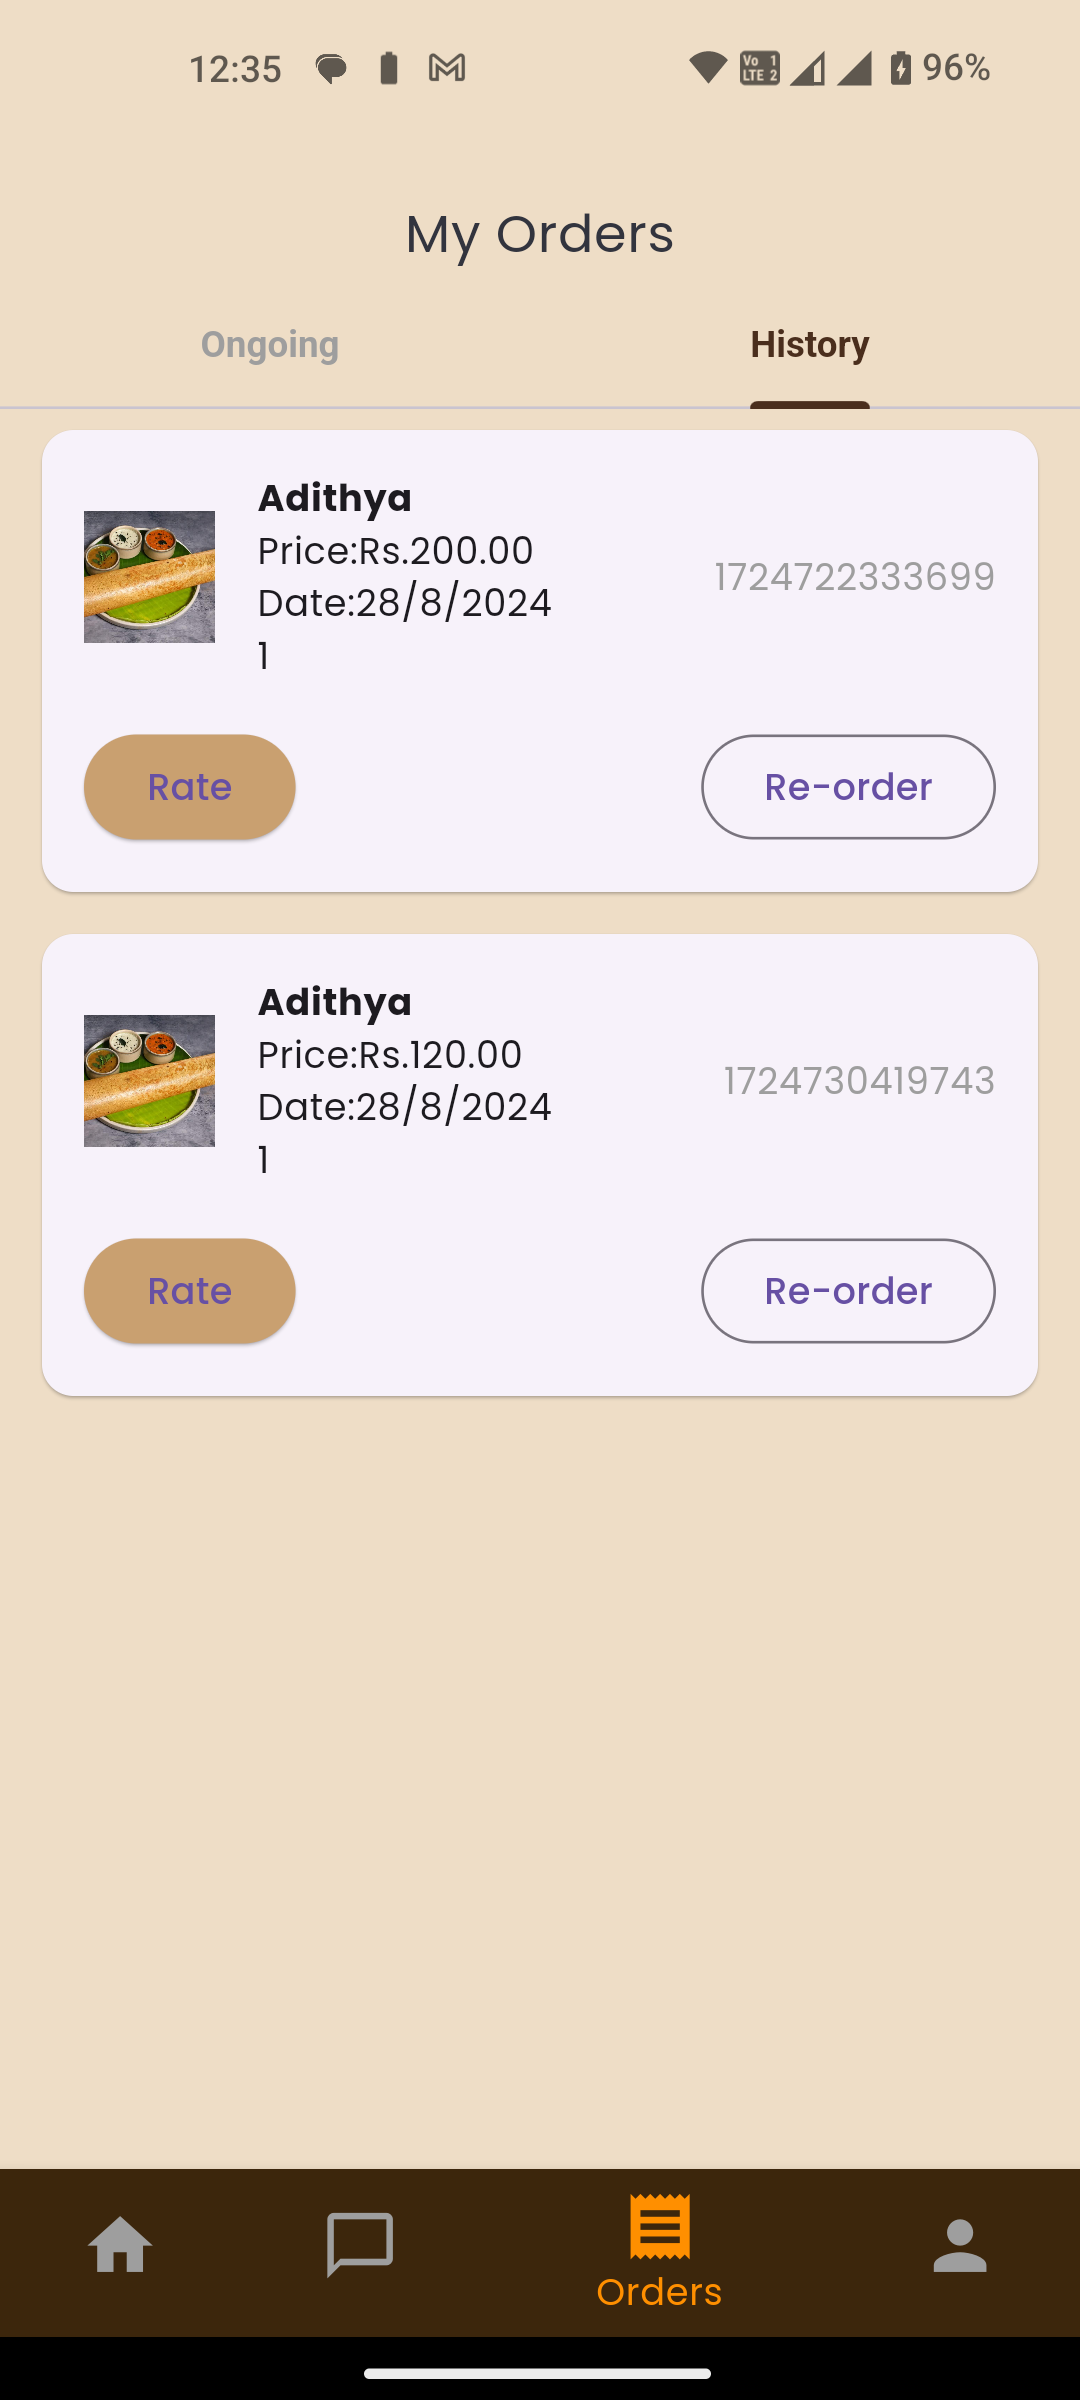 12:35
Vo 1
LTE 2
96%
My Orders
Ongoing
History
Adithya
Price:Rs.200.00
Date:28/8/2024
1
1724722333699
Rate
Re-order
Adithya
Price:Rs.120.00
Date:28/8/2024
1
1724730419743
Rate
Re-order
Orders